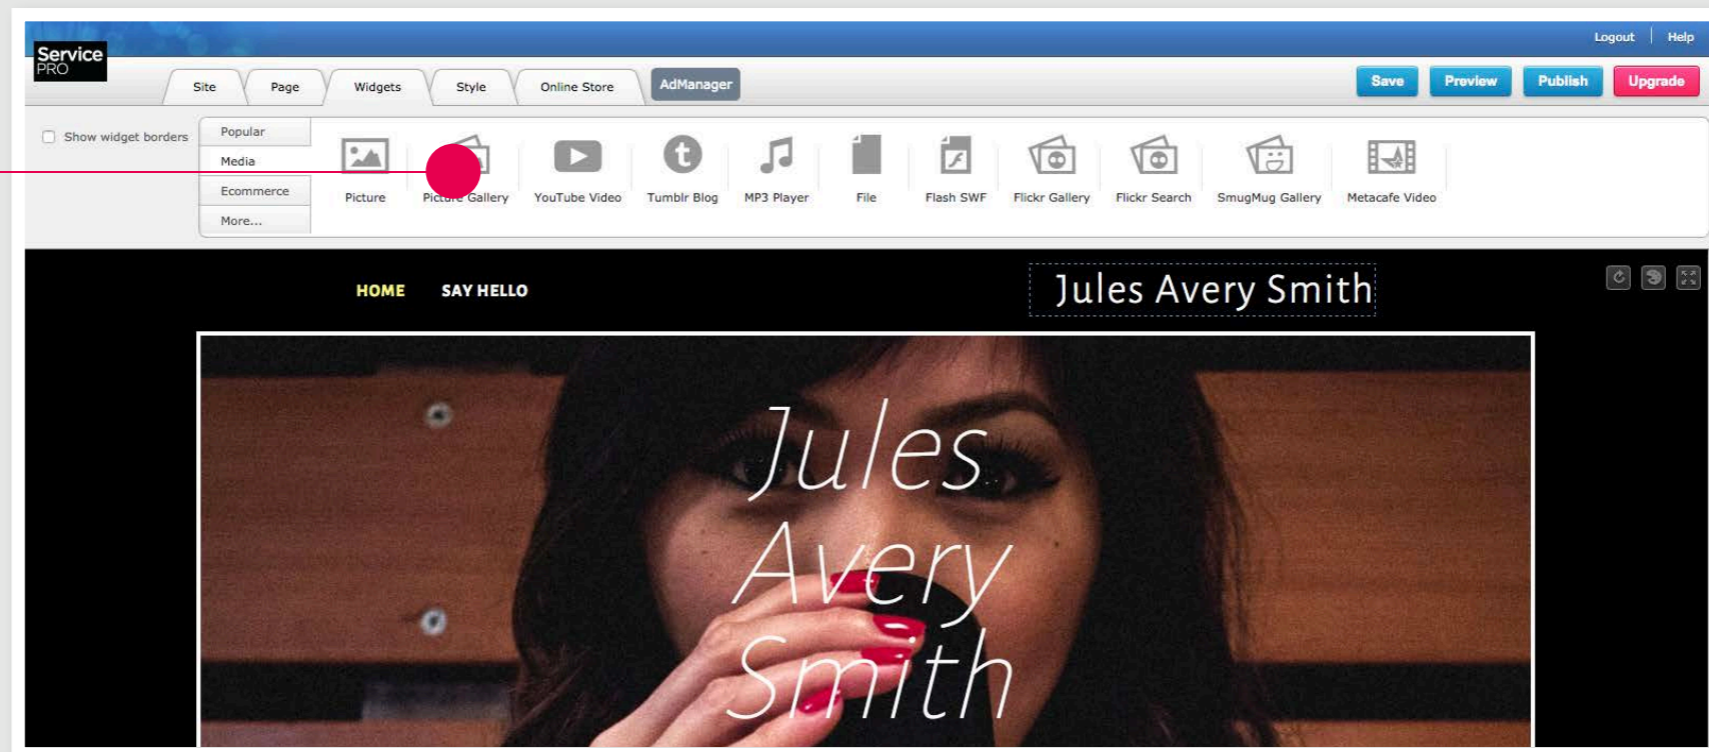 Logout Help
Service
PRO
Site Page Widgets Style Online Store AdManager Save Preview Publish Upgrade
Show widget borders
Popular
Media
Ecommerce
More...
Picture Picture Gallery YouTube Video Tumblr Blog MP3 Player File Flash SWF Flickr Gallery Flickr Search SmugMug Gallery Metacafe Video
HOME SAY HELLO Jules Avery Smith
Jules
Avery
Smith